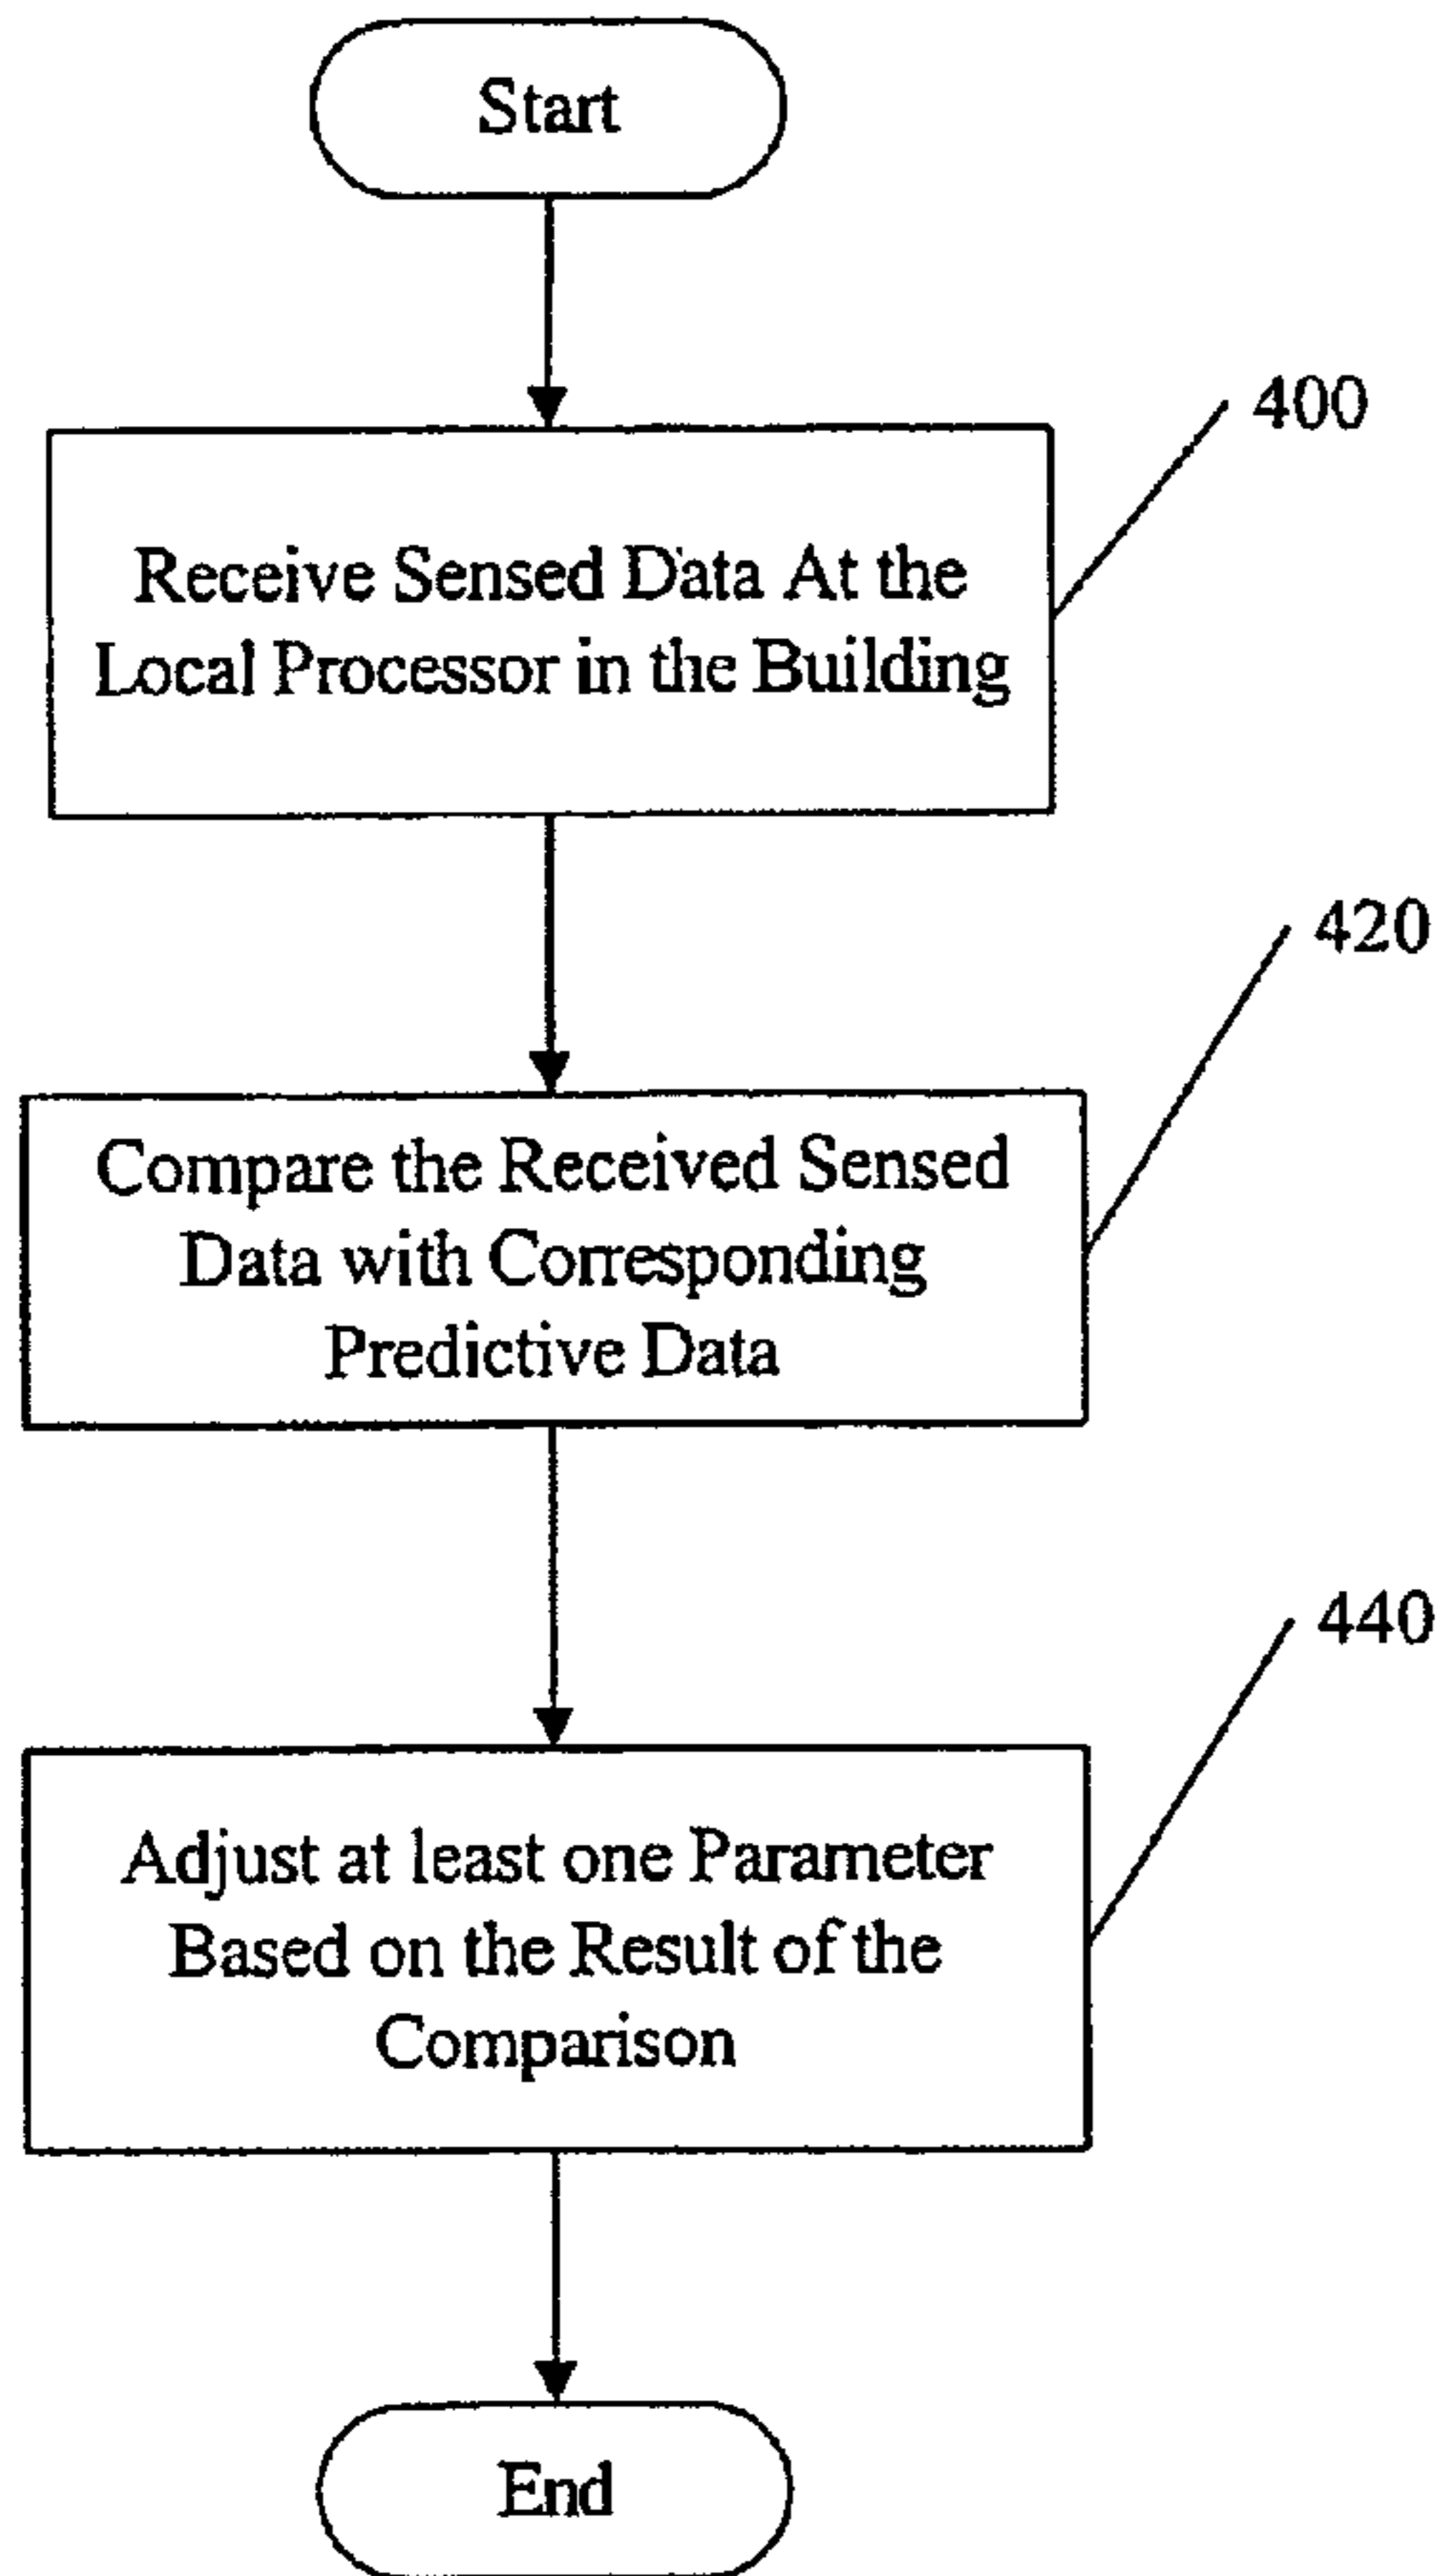 Start
400
Receive Sensed Data At the
Local Processor in the Building
420
Compare the Received Sensed
Data with Corresponding
Predictive Data
440
Adjust at least one Parameter
Based on the Result of the
Comparison
End